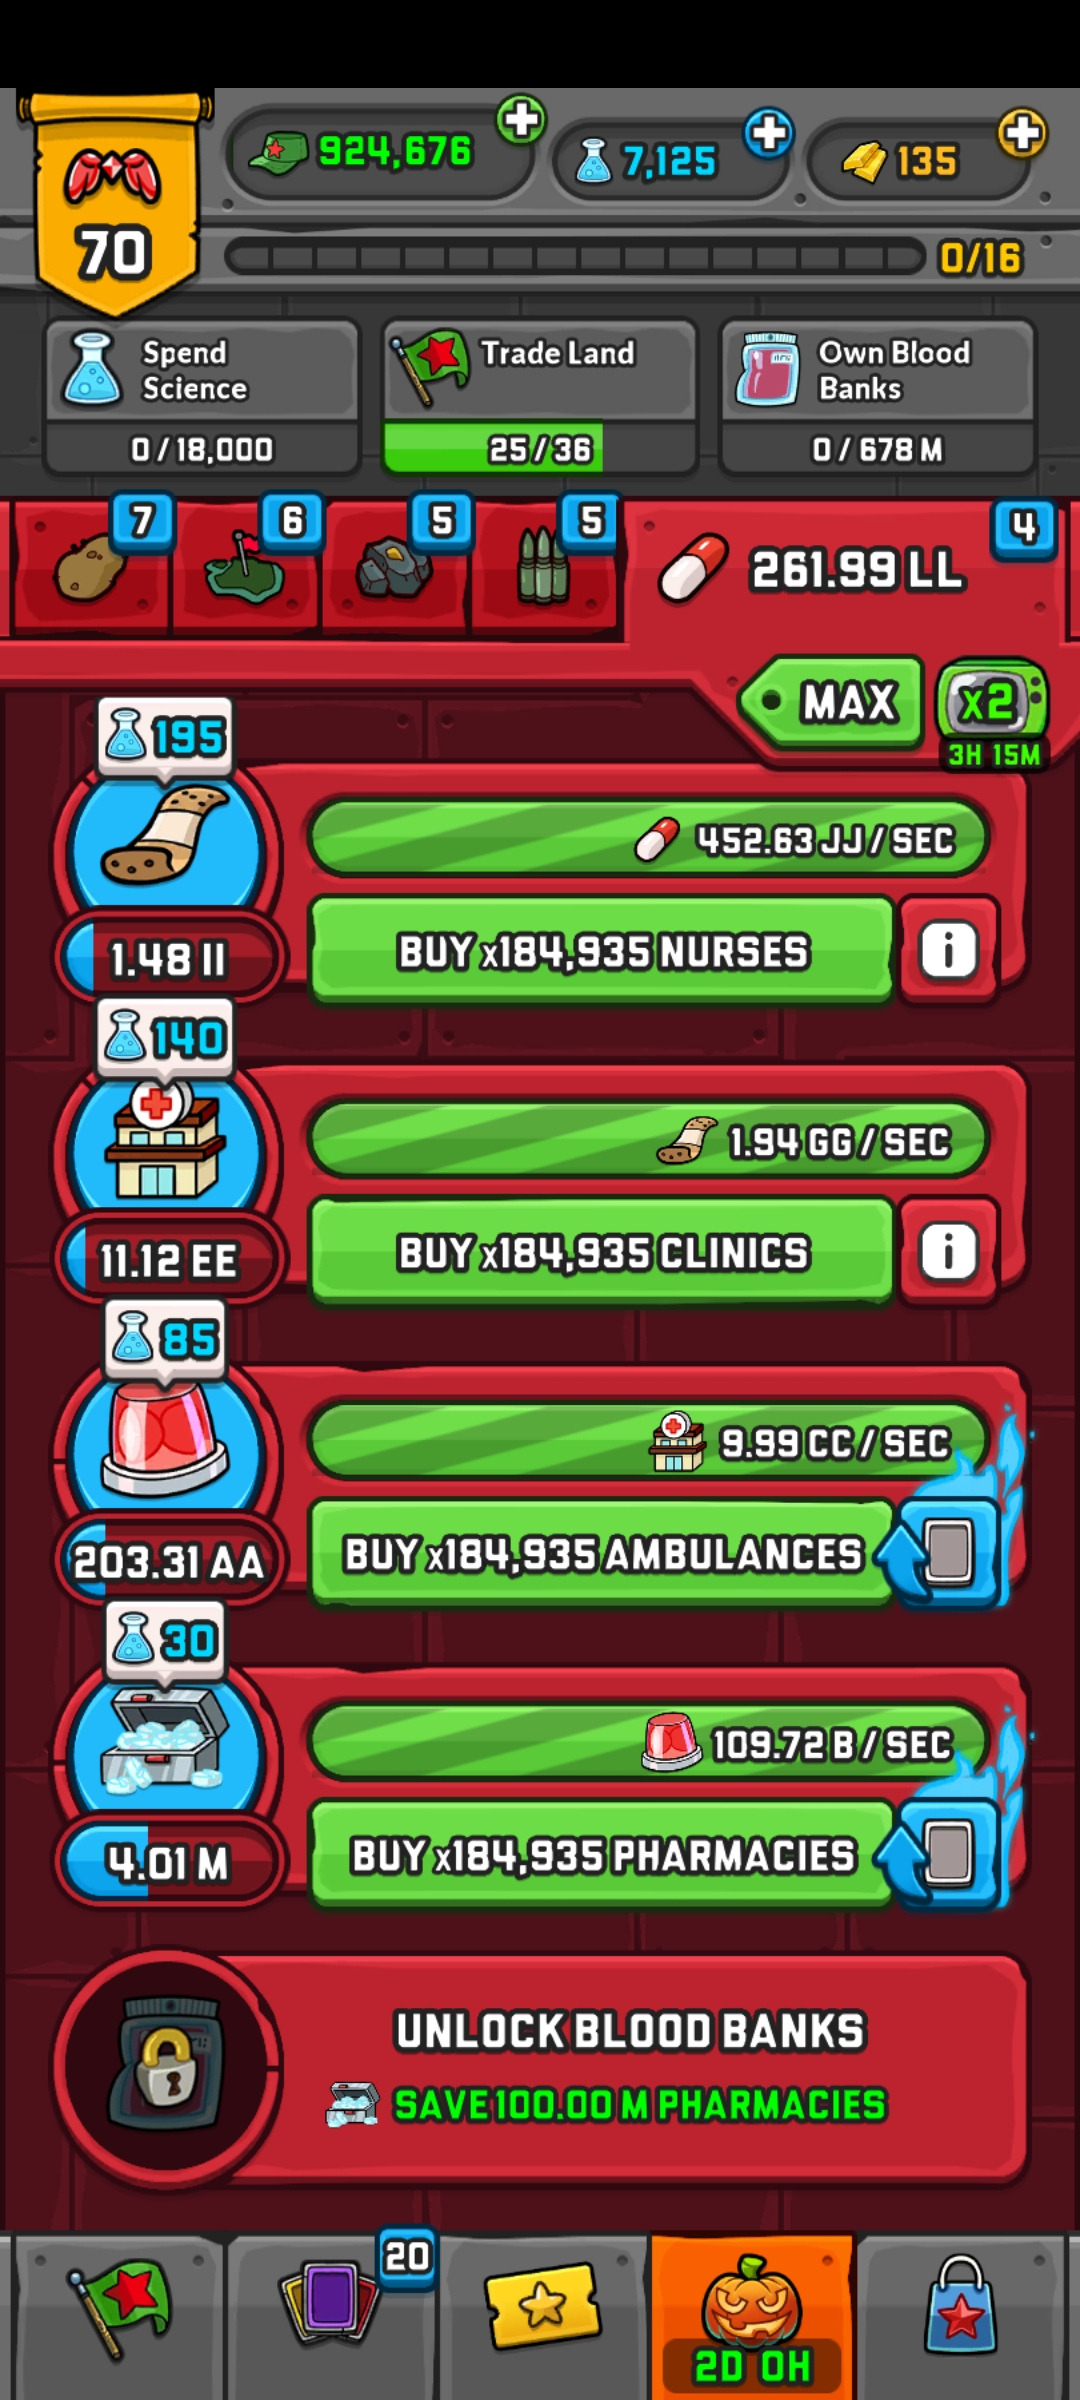 924,676
7,125
135
70
0/16
Spend
Science
0 / 18,000
Trade Land
25 / 36
Own Blood
Banks
0 / 678 M
7
6
5
5
4
261.99 LL
MAX
x2
3H 15M
195
452.63 JJ / SEC
1.48 II
BUY x184,935 NURSES
i
140
1.94 GG / SEC
11.12 EE
BUY x184,935 CLINICS
i
85
9.99 CC / SEC
203.31 AA
BUY x184,935 AMBULANCES
30
109.72 B / SEC
4.01 M
BUY x184,935 PHARMACIES
UNLOCK BLOOD BANKS
SAVE 100.00 M PHARMACIES
20
2D 0H